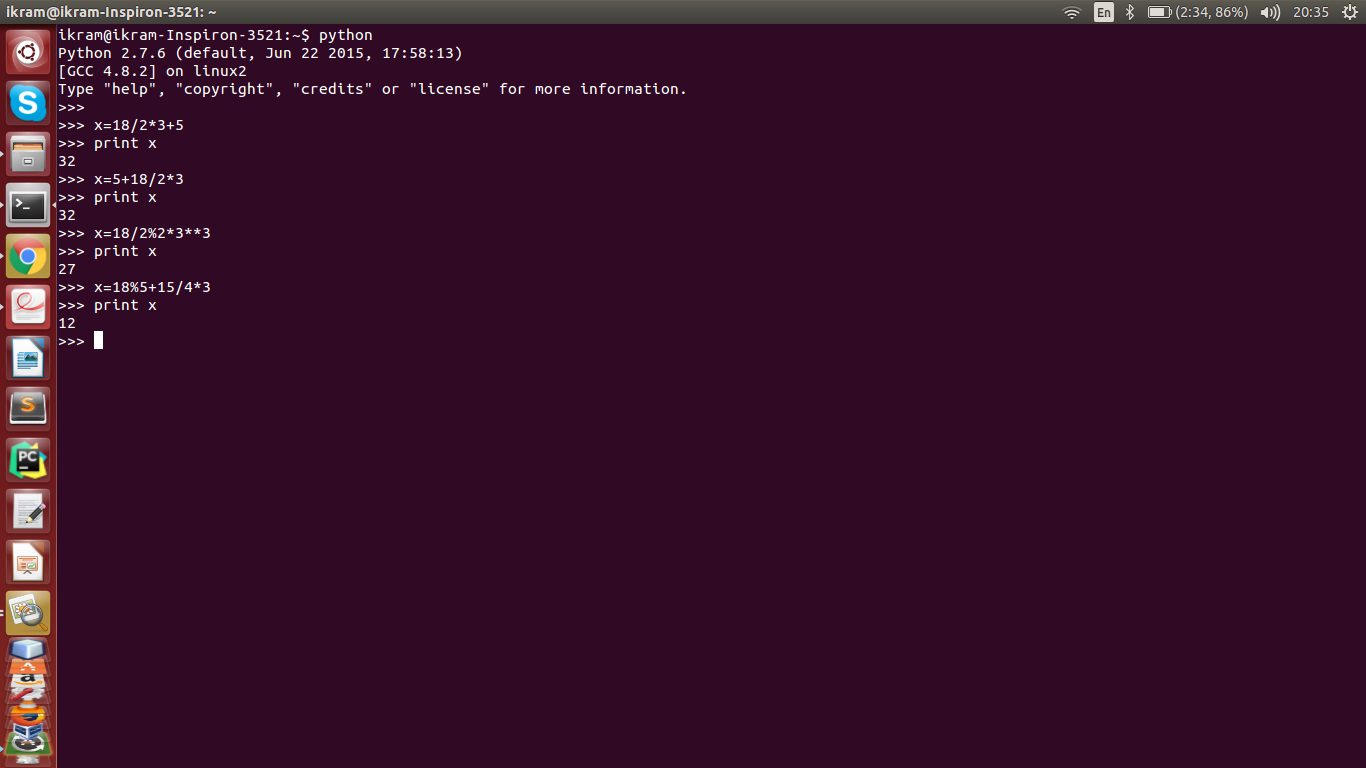 ikram@ikram-Inspiron-3521: ~
En
(2:34, 86%)
20:35
ikram@ikram-Inspiron-3521:~$ python
Python 2.7.6 (default, Jun 22 2015, 17:58:13)
[GCC 4.8.2] on linux2
Type "help", "copyright", "credits" or "license" for more information.
>>>
>>> x=18/2*3+5
>>> print x
32
>>> x=5+18/2*3
>>> print x
32
>>> x=18/2%2*3**3
>>> print x
27
>>> x=18%5+15/4*3
>>> print x
12
>>>
S
>_
S
PC
A
a